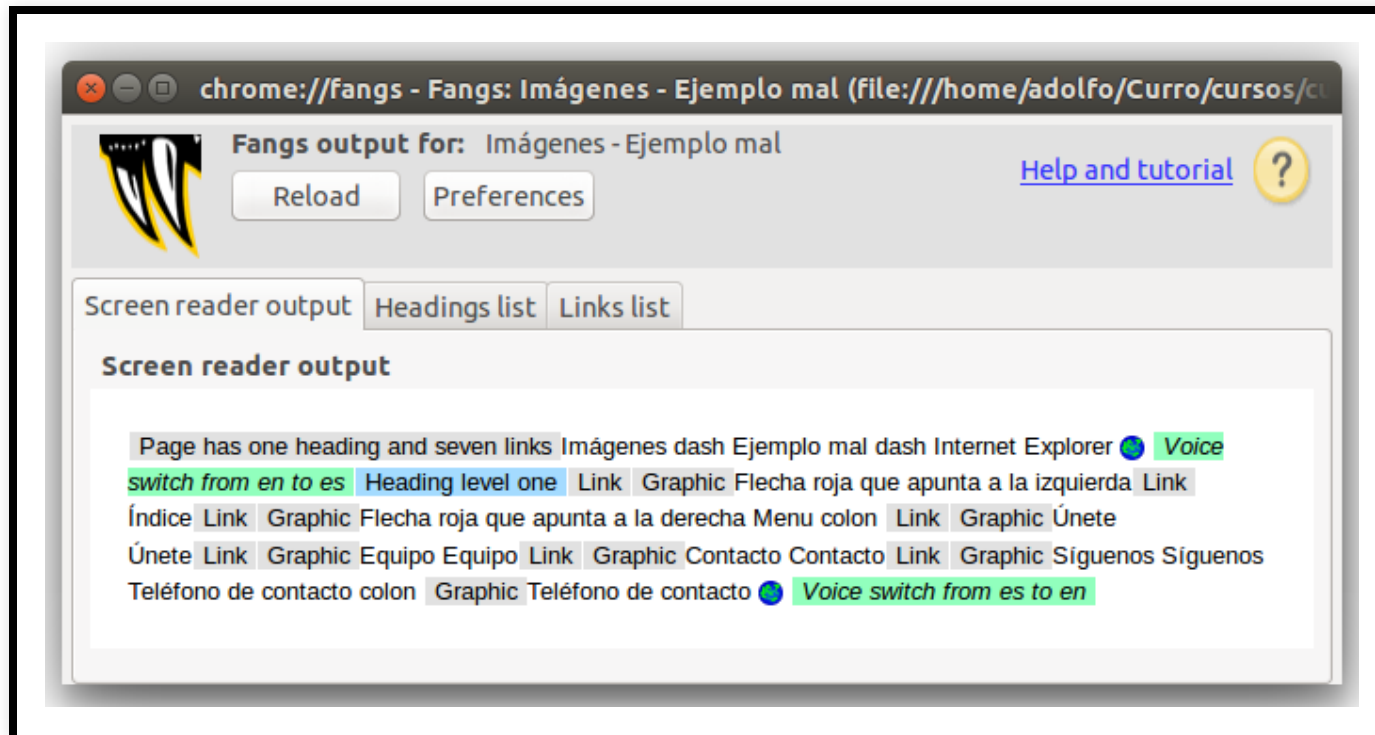 chrome://fangs - Fangs: Imágenes - Ejemplo mal (file:///home/adolfo/Curro/cursos/
Fangs output for: Imágenes - Ejemplo mal
Help and tutorial
?
Reload Preferences
Screen reader output Headings list Links list
Screen reader output
Page has one heading and seven links Imágenes dash Ejemplo mal dash Internet Explorer Voice
switch from en to es Heading level one Link Graphic Flecha roja que apunta a la izquierda Link
Índice Link Graphic Flecha roja que apunta a la derecha Menu colon Link Graphic Únete
Únete Link Graphic Equipo Equipo Link Graphic Contacto Contacto Link Graphic Síguenos Síguenos
Teléfono de contacto colon Graphic Teléfono de contacto Voice switch from es to en